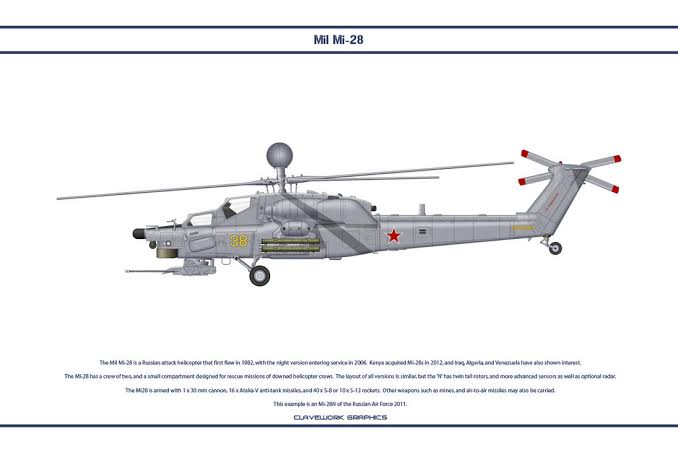 Mil Mi-28
38
The Mil Mi-28 is a Russian attack helicopter that first flew in 1982, with the night version entering service in 2006. Kenya acquired Mi-28s in 2012, and Iraq, Algeria, and Venezuela have also shown interest.
The Mi-28 has a crew of two, and a small compartment designed for rescue missions of downed helicopter crews. The layout of all versions is similar, but the 'N' has twin tail rotors, and more advanced sensors as well as optional radar.
The Mi28 is armed with 1 x 30 mm cannon, 16 x Ataka-V anti-tank missiles, and 40 x S-8 or 10 x S-13 rockets. Other weapons such as mines, and air-to-air missiles may also be carried.
This example is an Mi-28N of the Russian Air Force 2011.
CLAVEWORK GRAPHICS